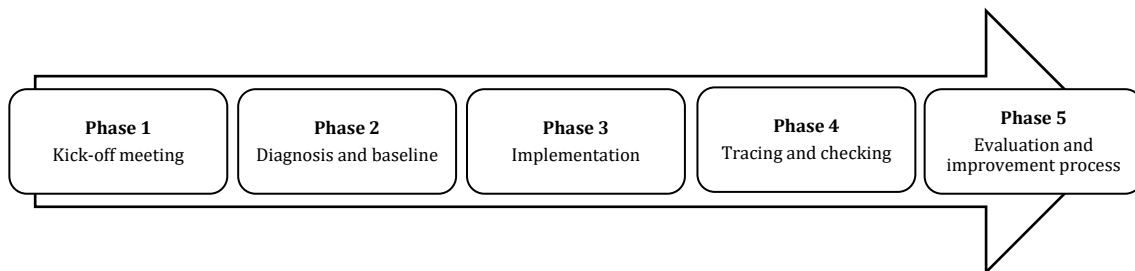 Phase 1
Kick-off meeting
Phase 2
Diagnosis and baseline
Phase 3
Implementation
Phase 4
Tracing and checking
Phase 5
Evaluation and
improvement process